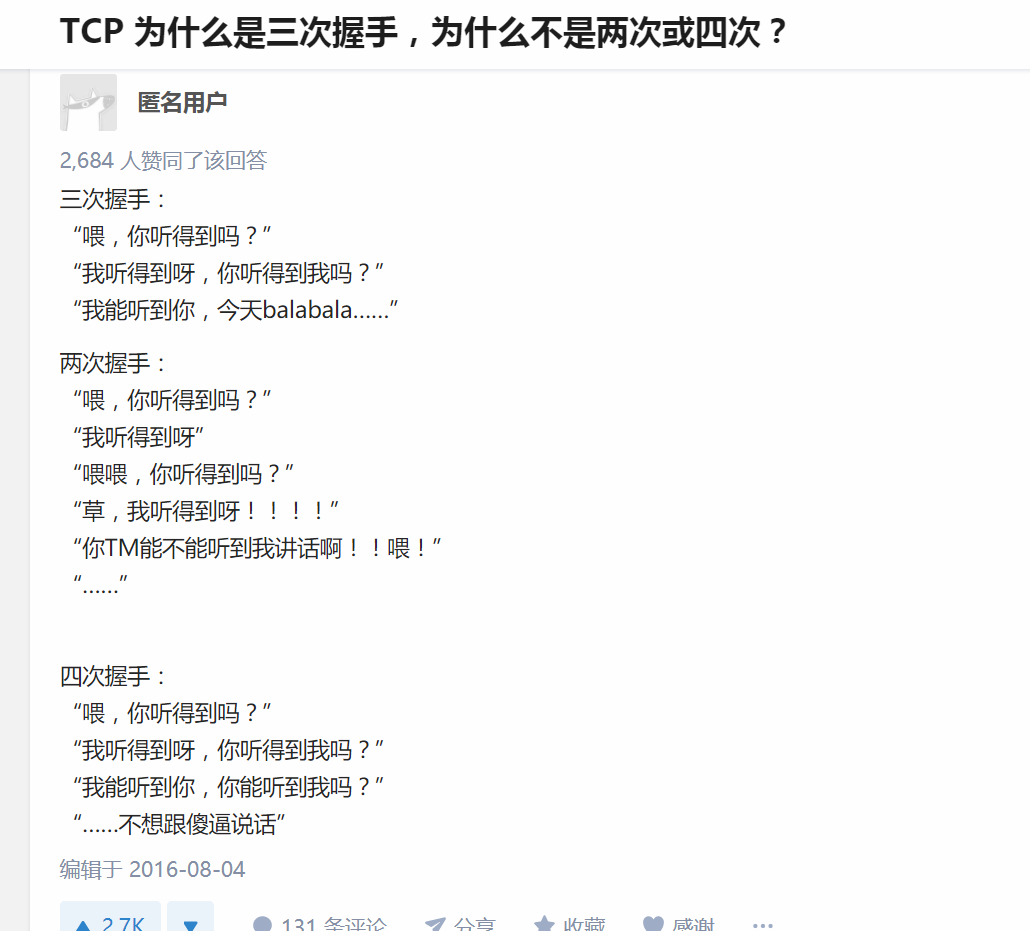 TCP 为什么是三次握手，为什么不是两次或四次？
匿名用户
2,684 人赞同了该回答
三次握手：
“喂，你听得到吗？”
“我听得到呀，你听得到我吗？”
“我能听到你，今天balabala……”
两次握手：
“喂，你听得到吗？”
“我听得到呀”
“喂喂，你听得到吗？”
“草，我听得到呀！！！！”
“你TM能不能听到我讲话啊！！喂！”
“……”
四次握手：
“喂，你听得到吗？”
“我听得到呀，你听得到我吗？”
“我能听到你，你能听到我吗？”
“……不想跟傻逼说话”
编辑于 2016-08-04
2.7K 131 条评论 分享 收藏 感谢 ···